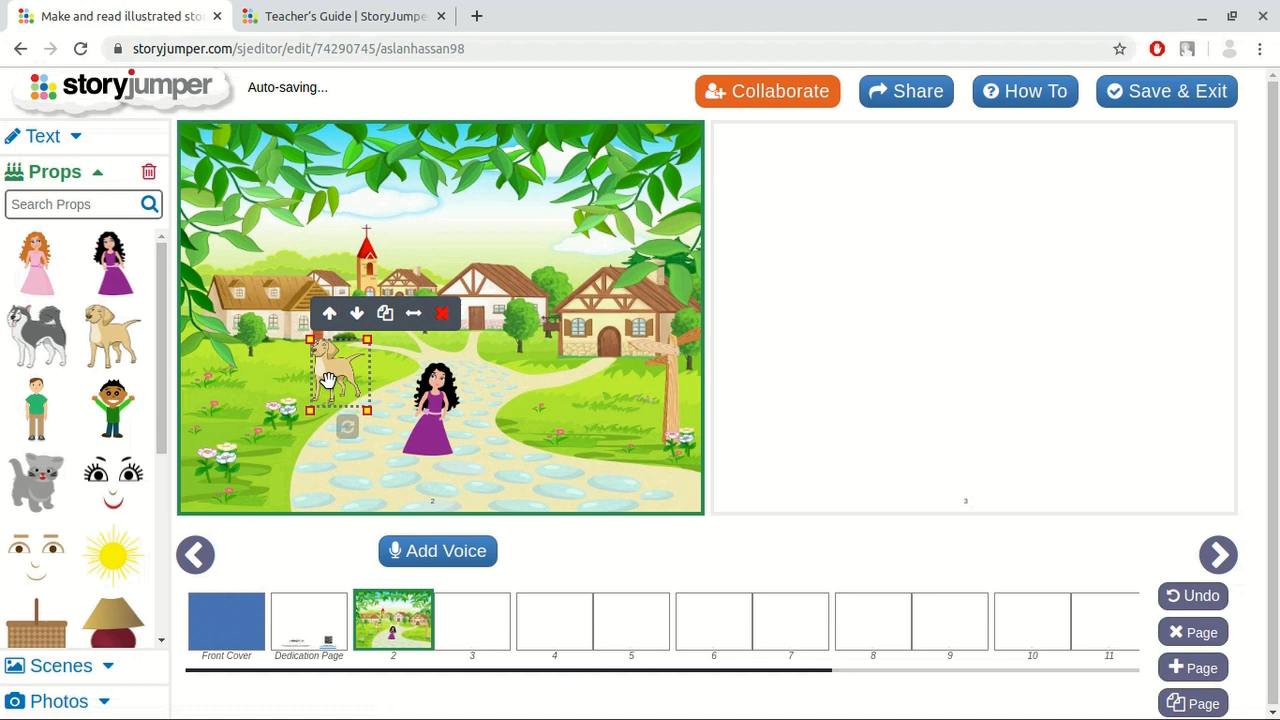 Make and read illustrated sto
Teacher's Guide | StoryJumpe
storyjumper.com/sjeditor/edit/74290745/aslanhassan98
storyjumper
Auto-saving...
Collaborate
Share
How To
Save & Exit
Text
Props
Search Props
2
3
Add Voice
Undo
Page
Page
Page
Front Cover
Dedication Page
2
3
4
5
6
7
8
9
10
11
Scenes
Photos